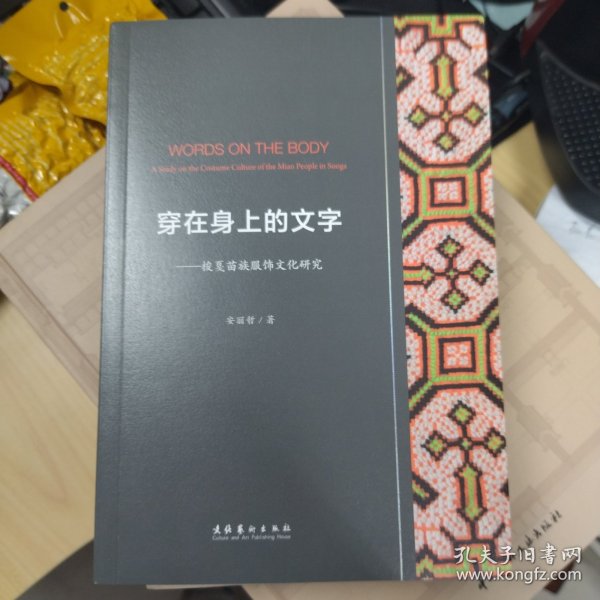 WORDS ON THE BODY
A Study on the Costume Culture of the Miao People in Sooga
穿在身上的文字
——梭戛苗族服饰文化研究
安丽哲/著
文化艺术出版社
Culture and Art Publishing House
孔夫子旧书网
www.kongfz.com